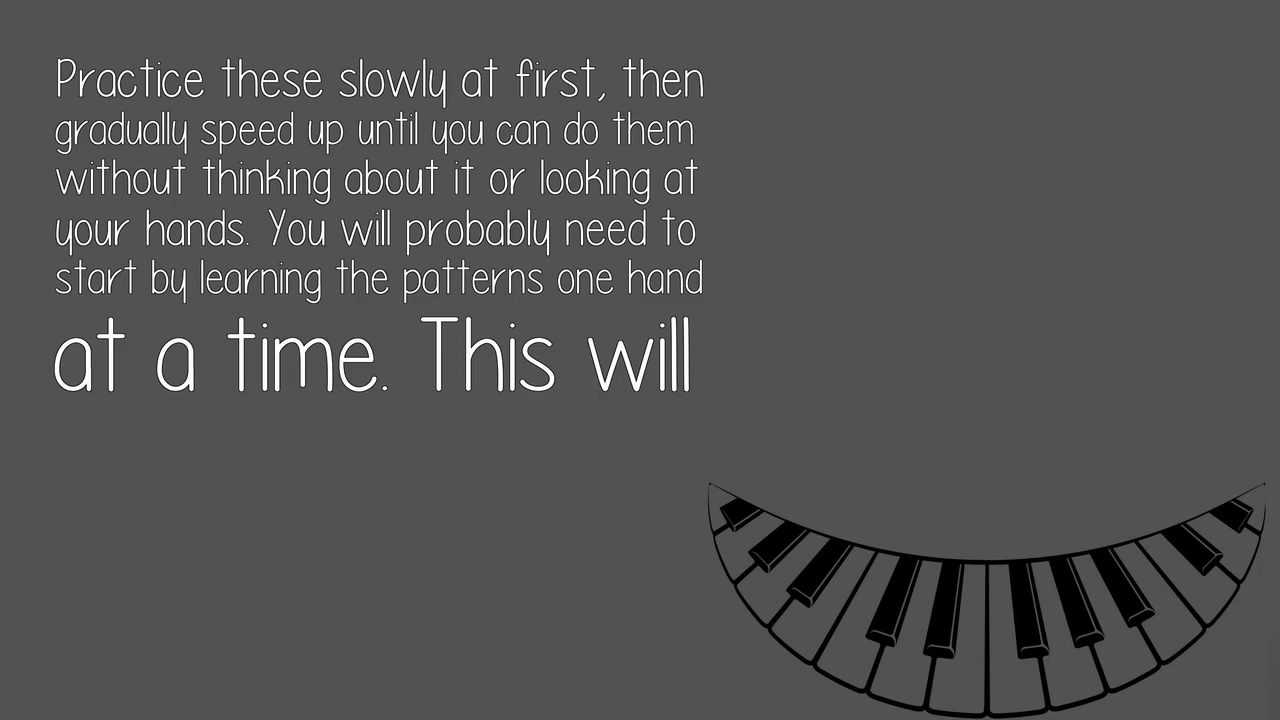 Practice these slowly at first, then
gradually speed up until you can do them
without thinking about it or looking at
your hands. You will probably need to
start by learning the patterns one hand
at a time. This will